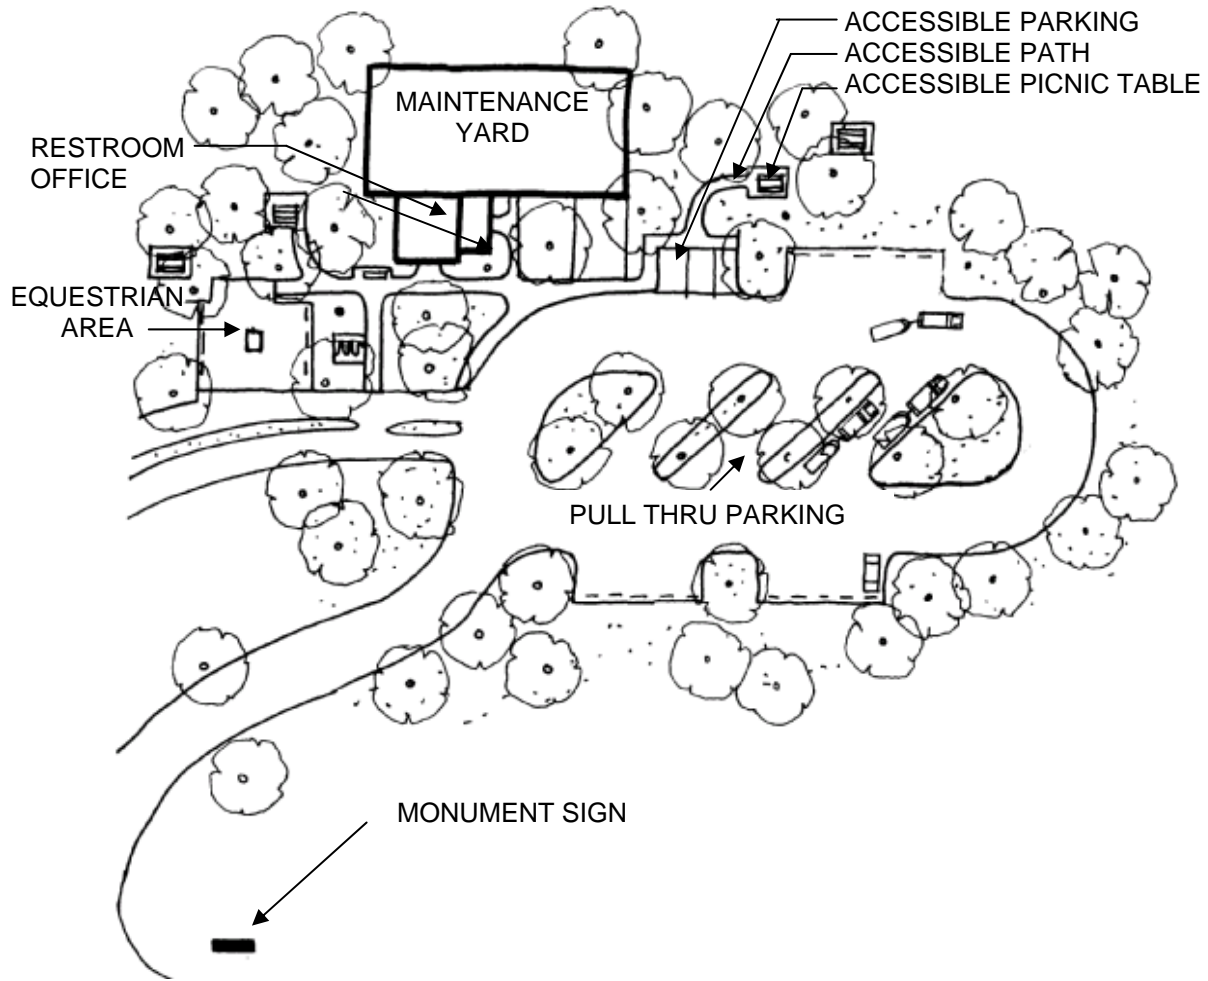 ACCESSIBLE PARKING
ACCESSIBLE PATH
ACCESSIBLE PICNIC TABLE
MAINTENANCE
YARD
RESTROOM
OFFICE
EQUESTRIAN
AREA
PULL THRU PARKING
MONUMENT SIGN